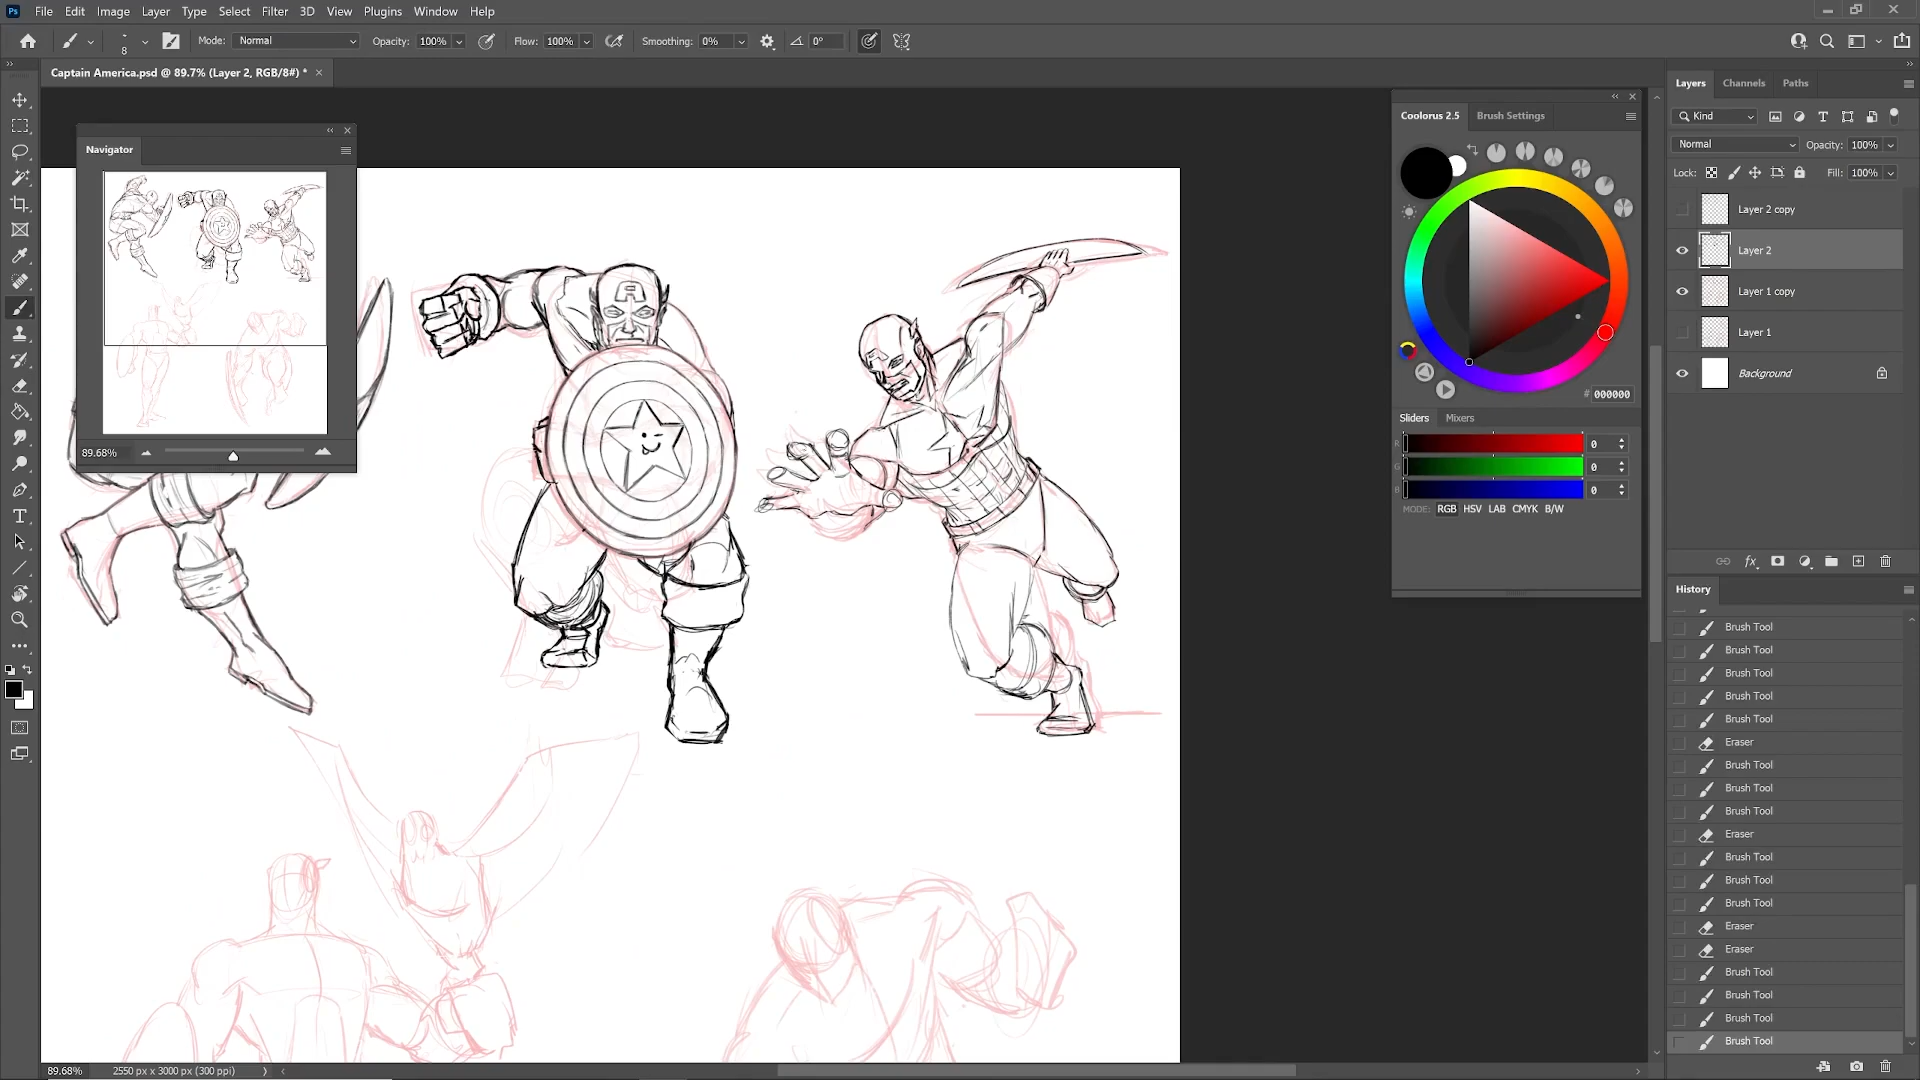 Ps File Edit Image Layer Type Select Filter 3D View Plugins Window Help
8 Mode: Normal Opacity: 100% Flow: 100% Smoothing: 0% 0°
Captain America.psd @ 89.7% (Layer 2, RGB/8#) * ×
Navigator
89.68%
A
Coolorus 2.5 Brush Settings
# 000000
Sliders Mixers
R 0
G 0
B 0
MODE: RGB HSV LAB CMYK B/W
Layers Channels Paths
Kind
Normal Opacity: 100%
Lock: Fill: 100%
Layer 2 copy
Layer 2
Layer 1 copy
Layer 1
Background
fx
History
Brush Tool
Brush Tool
Brush Tool
Brush Tool
Brush Tool
Eraser
Brush Tool
Brush Tool
Brush Tool
Eraser
Brush Tool
Brush Tool
Brush Tool
Eraser
Eraser
Brush Tool
Brush Tool
Brush Tool
Brush Tool
89.68% 2550 px x 3000 px (300 ppi)